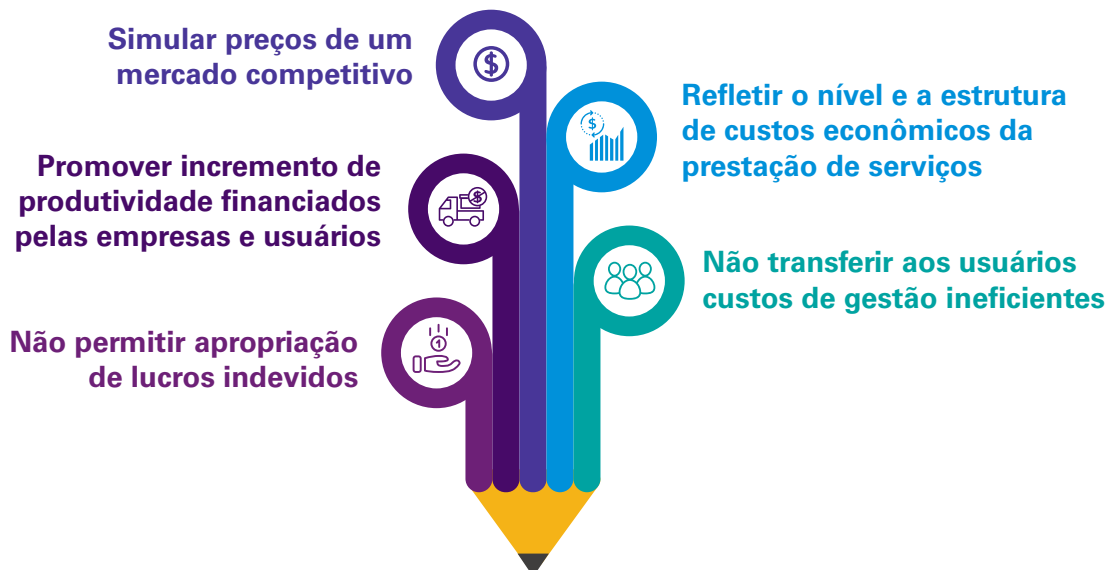 Simular preços de um
mercado competitivo
Refletir o nível e a estrutura
de custos econômicos da
prestação de serviços
Promover incremento de
produtividade financiados
pelas empresas e usuários
Não transferir aos usuários
custos de gestão ineficientes
Não permitir apropriação
de lucros indevidos
$
$
$
1